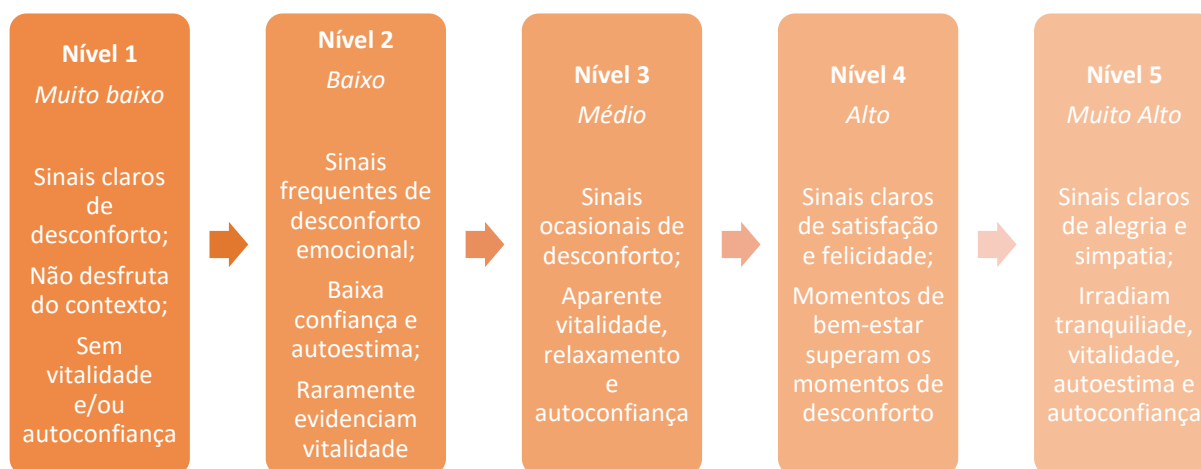 Nível 1
Muito baixo
Sinais claros
de
desconforto;
Não desfruta
do contexto;
Sem
vitalidade
e/ou
autoconfiança
Nível 2
Baixo
Sinais
frequentes de
desconforto
emocional;
Baixa
confiança e
autoestima;
Raramente
evidenciam
vitalidade
Nível 3
Médio
Sinais
ocasionais de
desconforto;
Aparente
vitalidade,
relaxamento
e
autoconfiança
Nível 4
Alto
Sinais claros
de satisfação
e felicidade;
Momentos de
bem-estar
superam os
momentos de
desconforto
Nível 5
Muito Alto
Sinais claros
de alegria e
simpatia;
Irradiam
tranquiliade,
vitalidade,
autoestima e
autoconfiança